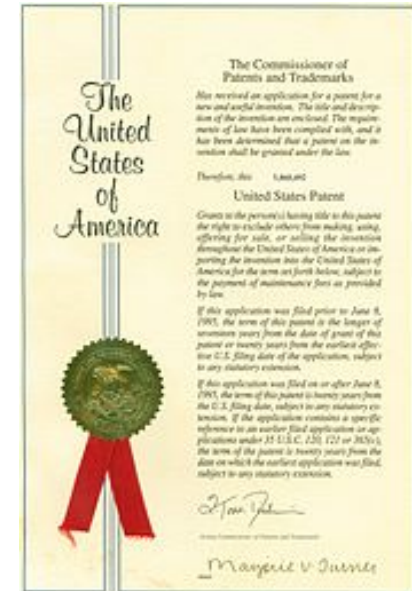 The
United
States
of
America
The Commissioner of
Patents and Trademarks
Has received an application for a patent for a
new and useful invention. The title and descrip-
tion of the invention are enclosed. The require-
ments of law have been complied with, and it
has been determined that a patent on the in-
vention shall be granted under the law.
Therefore, this
United States Patent
Grants to the person(s) having title to this patent
the right to exclude others from making, using,
offering for sale, or selling the invention
throughout the United States of America or im-
porting the invention into the United States of
America for the term set forth below, subject to
the payment of maintenance fees as provided
by law.
If this application was filed prior to June 8,
1995, the term of this patent is the longer of
seventeen years from the date of grant of this
patent or twenty years from the earliest effec-
tive U.S. filing date of the application, subject
to any statutory extension.
If this application was filed on or after June 8,
1995, the term of this patent is twenty years from
the U.S. filing date, subject to any statutory ex-
tension. If the application contains a specific
reference to an earlier filed application or ap-
plications under 35 U.S.C. 120, 121 or 365(c),
the term of the patent is twenty years from the
date on which the earliest application was filed,
subject to any statutory extension.
Acting Commissioner of Patents and Trademarks
Marjorie V. Turner